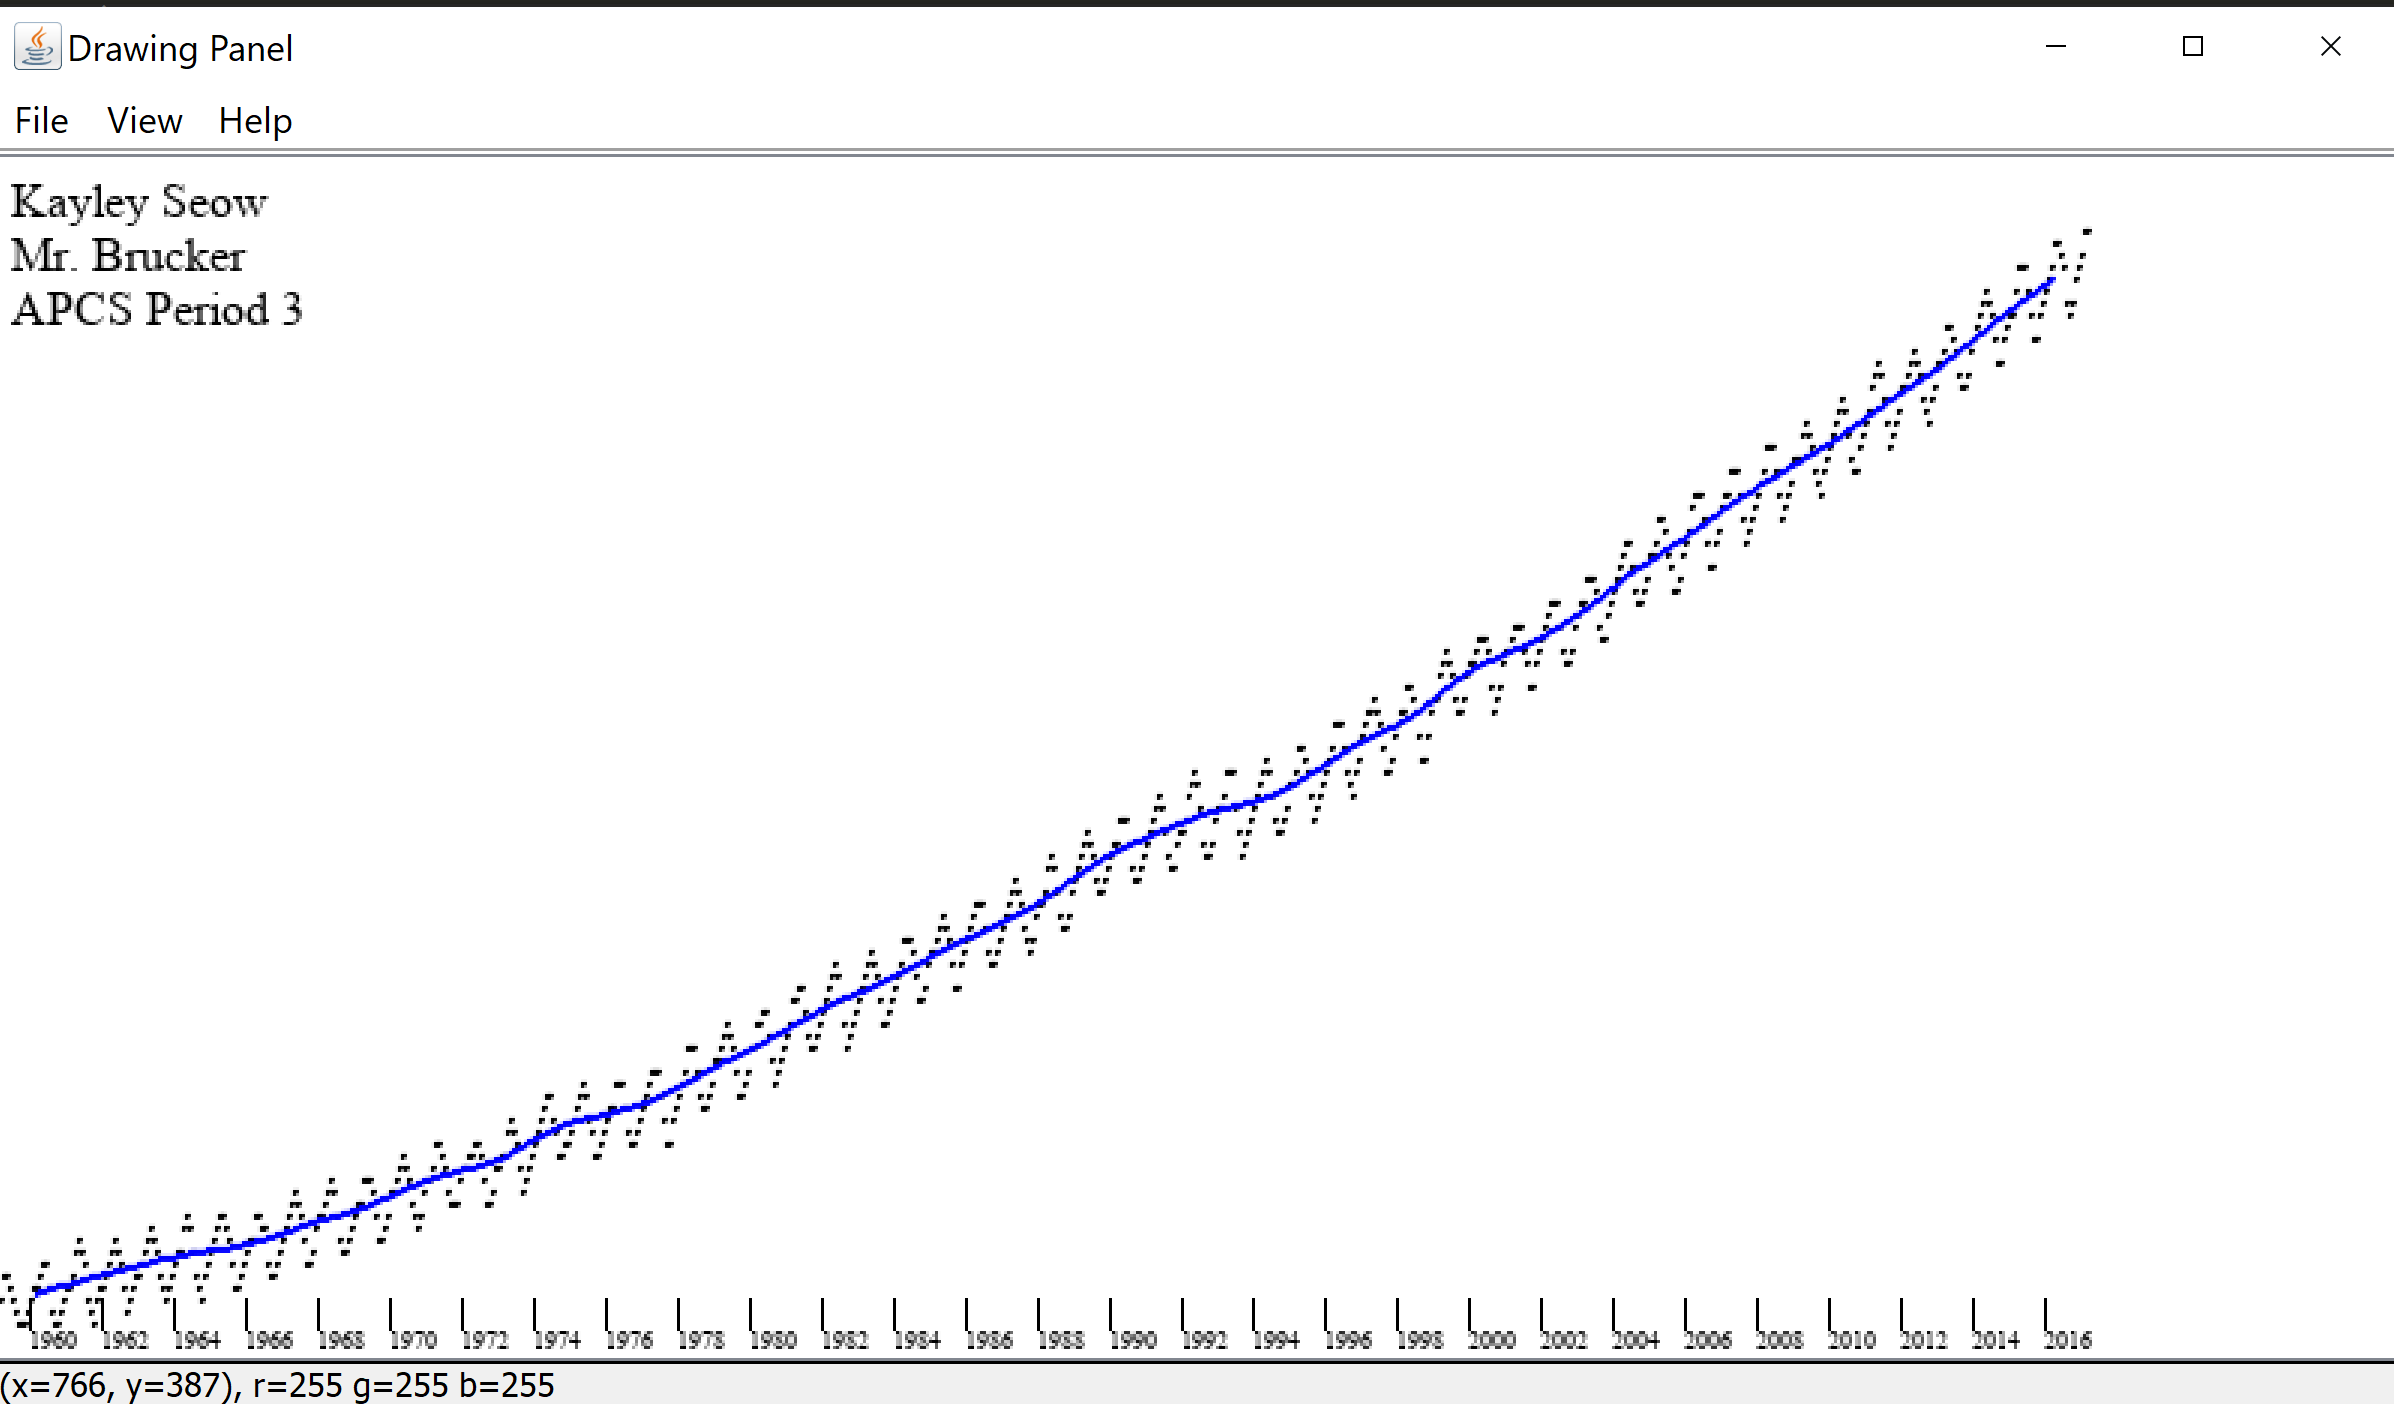 Drawing Panel
File View Help
Kayley Seow
Mr. Brucker
APCS Period 3
1960 1962 1964 1966 1968 1970 1972 1974 1976 1978 1980 1982 1984 1986 1988 1990 1992 1994 1996 1998 2000 2002 2004 2006 2008 2010 2012 2014 2016
(x=766, y=387), r=255 g=255 b=255